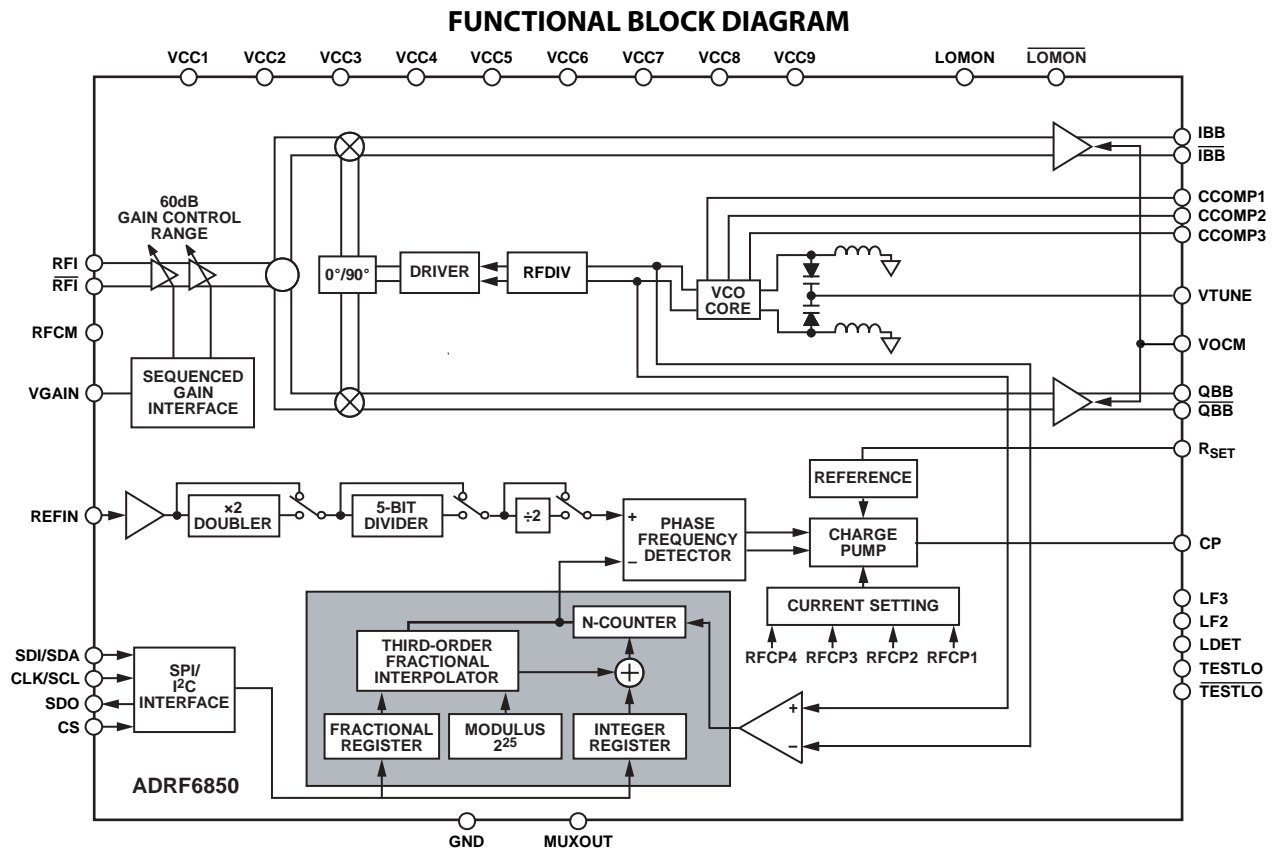 FUNCTIONAL BLOCK DIAGRAM
VCC1 VCC2 VCC3 VCC4 VCC5 VCC6 VCC7 VCC8 VCC9 LOMON LOMON
IBB
IBB
60dB
GAIN CONTROL
RANGE
CCOMP1
CCOMP2
CCOMP3
RFI
RFI
0°/90°
DRIVER
RFDIV
VCO
CORE
VTUNE
RFCM
VOCM
VGAIN
SEQUENCED
GAIN
INTERFACE
QBB
QBB
RSET
REFERENCE
REFIN
×2
DOUBLER
5-BIT
DIVIDER
÷2
+
–
PHASE
FREQUENCY
DETECTOR
CHARGE
PUMP
CP
CURRENT SETTING
RFCP4 RFCP3 RFCP2 RFCP1
LF3
LF2
LDET
TESTLO
TESTLO
N-COUNTER
THIRD-ORDER
FRACTIONAL
INTERPOLATOR
+
SDI/SDA
CLK/SCL
SDO
CS
SPI/
I2C
INTERFACE
FRACTIONAL
REGISTER
MODULUS
225
INTEGER
REGISTER
+
–
ADRF6850
GND MUXOUT